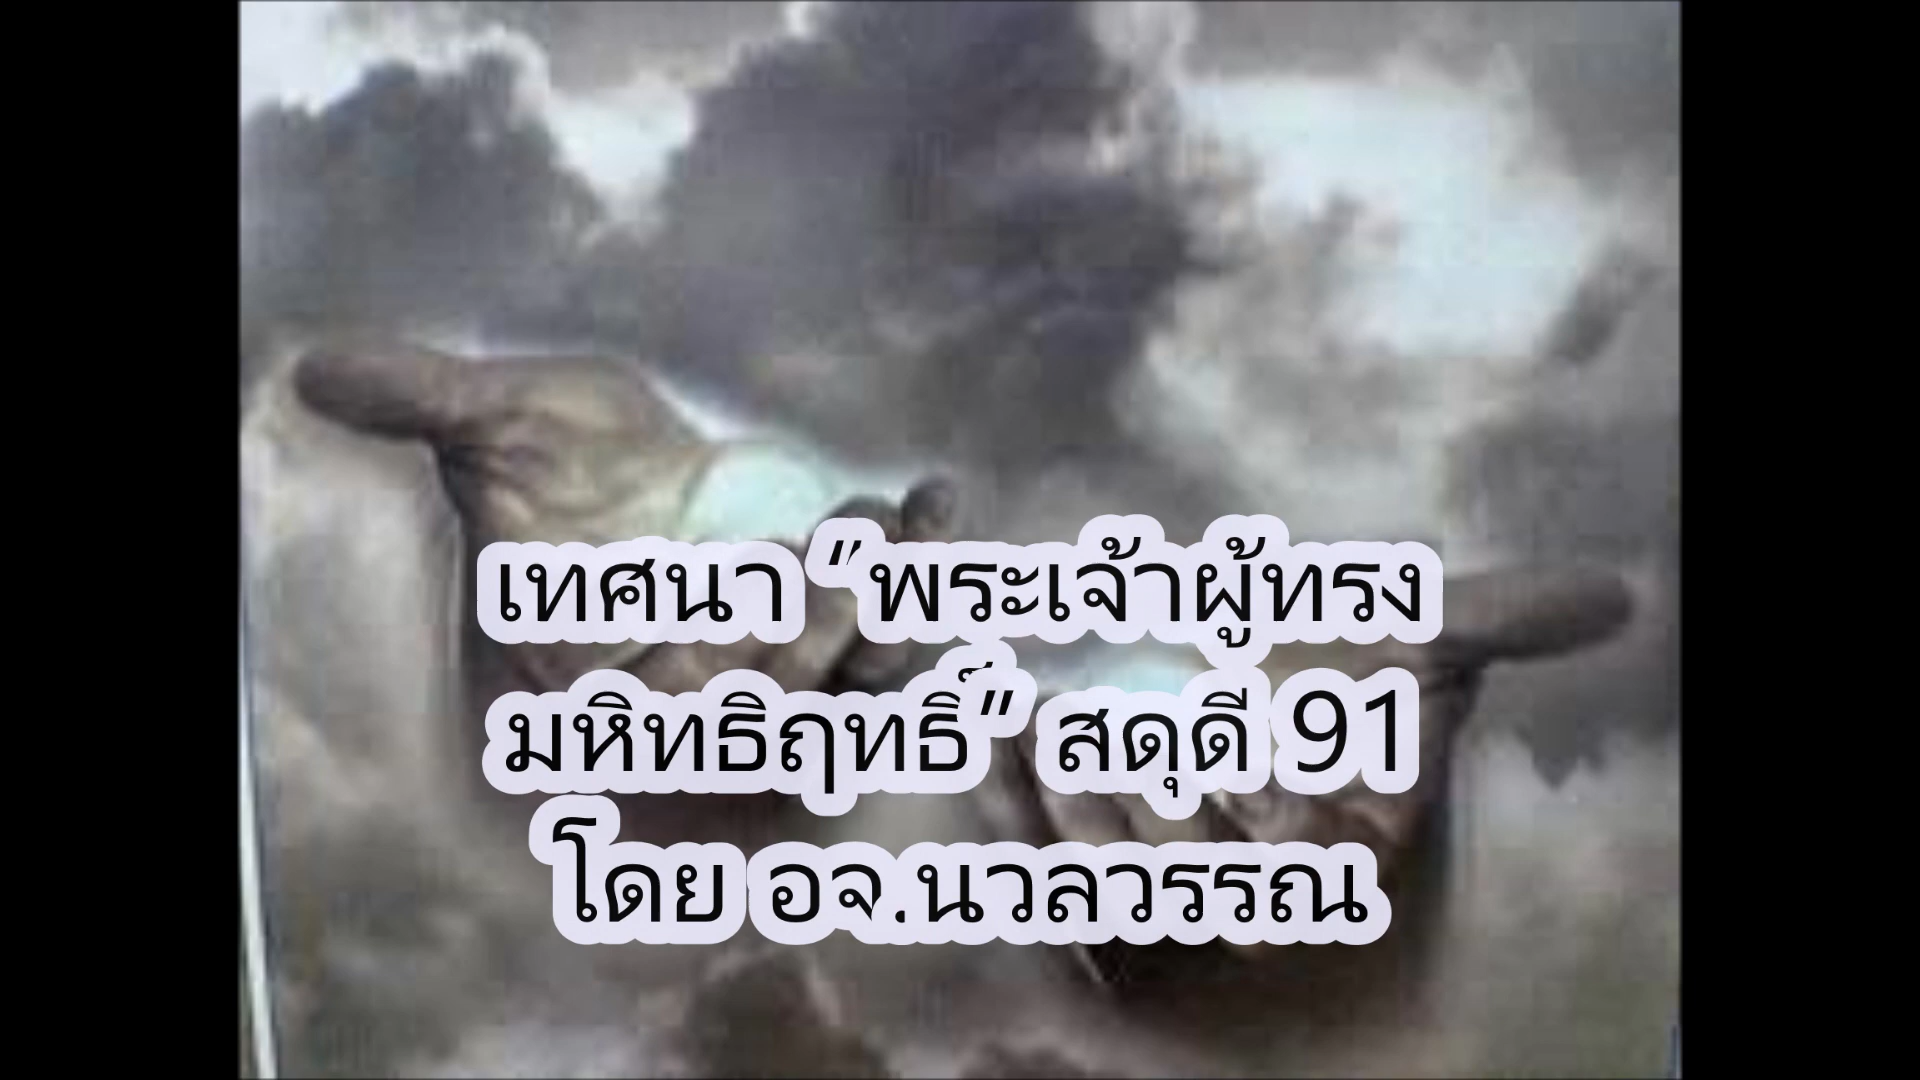 เทศนา "พระเจ้าผู้ทรง
มหิทธิฤทธิ์" สดุดี 91
โดย อจ.นวลวรรณ